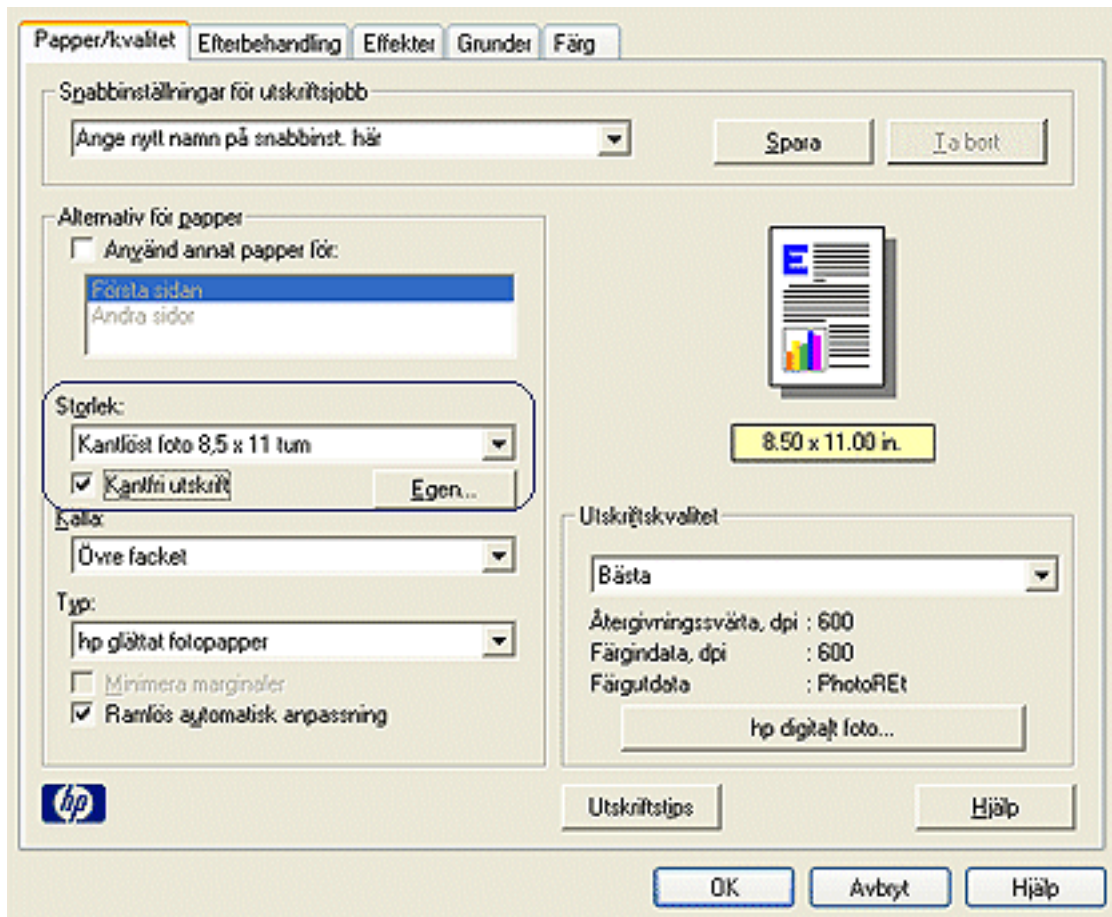 Papper/kvalitet Efterbehandling Effekter Grunder Färg
Snabbinställningar för utskriftsjobb
Ange nytt namn på snabbinst. här
Spara
Ta bort
Alternativ för papper
Använd annat papper för:
Första sidan
Andra sidor
Storlek:
Kantlöst foto 8,5 x 11 tum
Kantfri utskrift
Egen...
Källa:
Övre facket
Typ:
hp glättat fotopapper
Minimera marginaler
Ramlös automatisk anpassning
E
8.50 x 11.00 in.
Utskriftskvalitet
Bästa
Återgivningssvärta, dpi : 600
Färgindata, dpi : 600
Färgutdata : PhotoREt
hp digitalt foto...
hp
Utskriftstips
Hjälp
OK
Avbryt
Hjälp